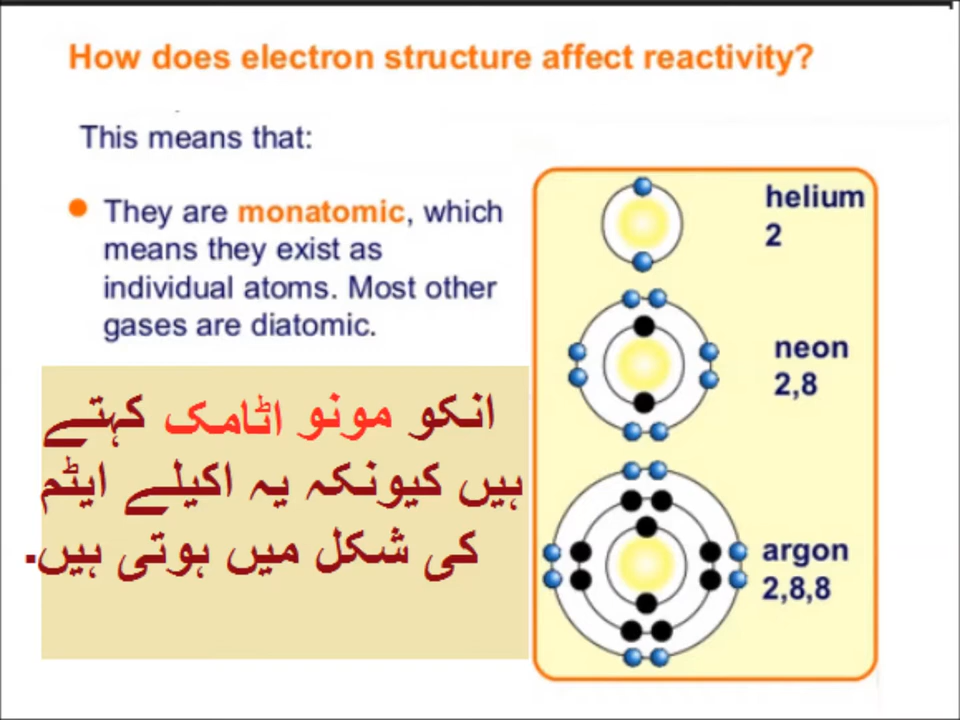 How does electron structure affect reactivity?
This means that:
They are monatomic, which
means they exist as
individual atoms. Most other
gases are diatomic.
انکو مونو اٹامک کہتے
ہیں کیونکہ یہ اکیلے ایٹم
کی شکل میں ہوتی ہیں.
helium
2
neon
2,8
argon
2,8,8